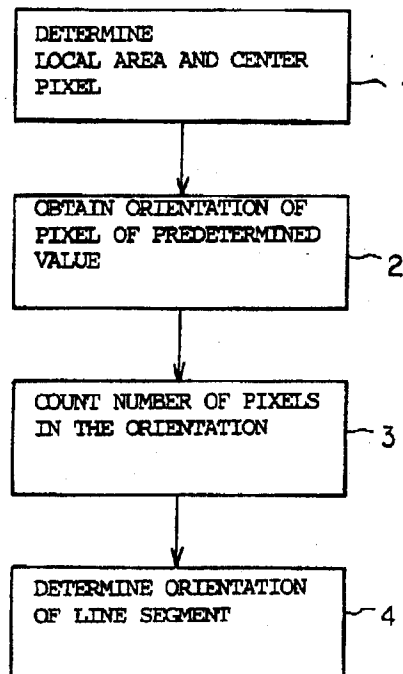 DETERMINE
LOCAL AREA AND CENTER
PIXEL
OBTAIN ORIENTATION OF
PIXEL OF PREDETERMINED
VALUE
2
COUNT NUMBER OF PIXELS
IN THE ORIENTATION
3
DETERMINE ORIENTATION
OF LINE SEGMENT
4